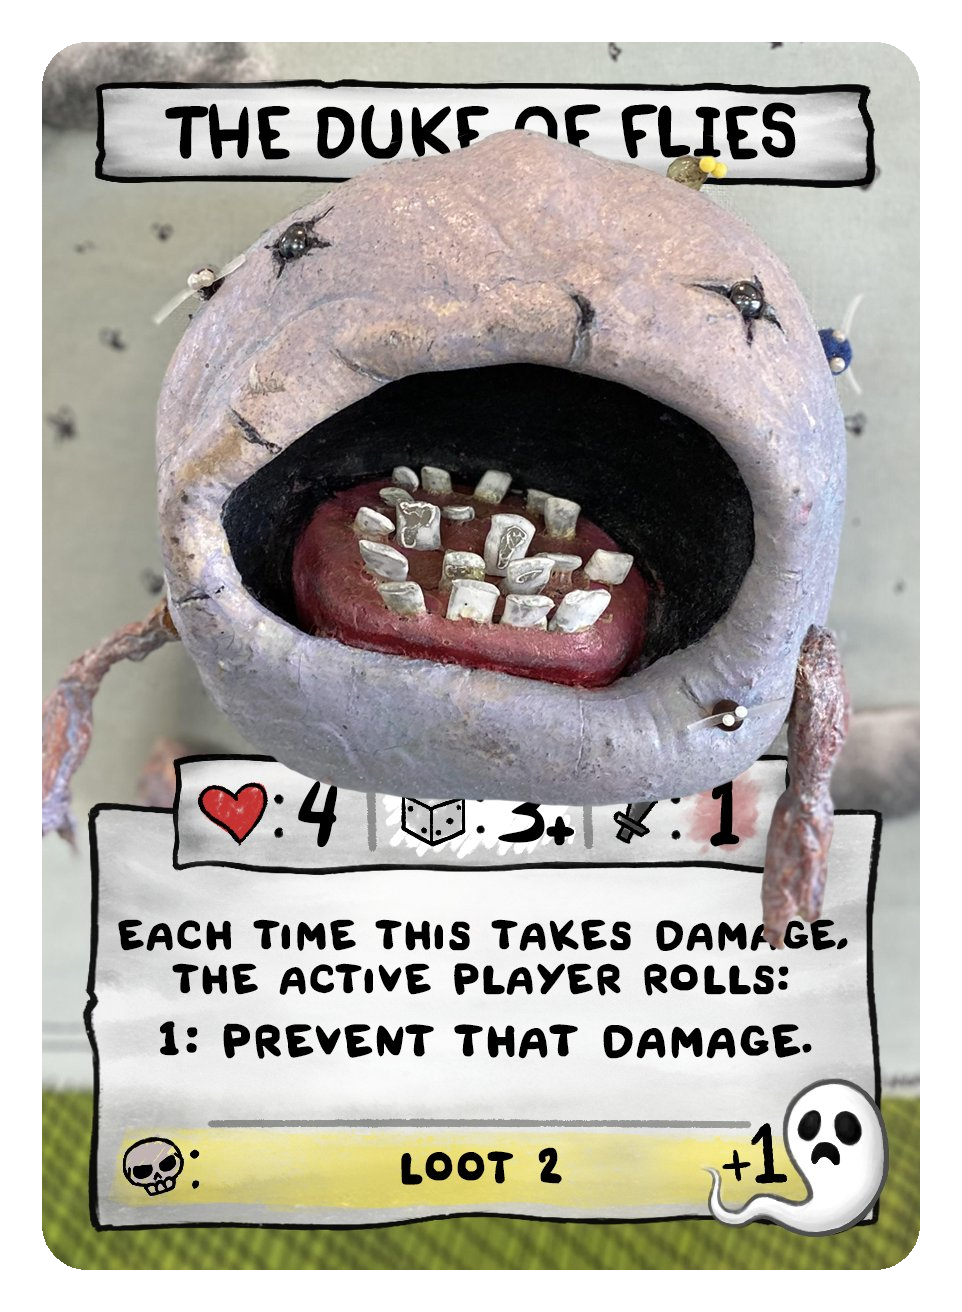 THE DUKE OF FLIES
: 4 : 3+ : 1
EACH TIME THIS TAKES DAMAGE,
THE ACTIVE PLAYER ROLLS:
1: PREVENT THAT DAMAGE.
: LOOT 2 +1